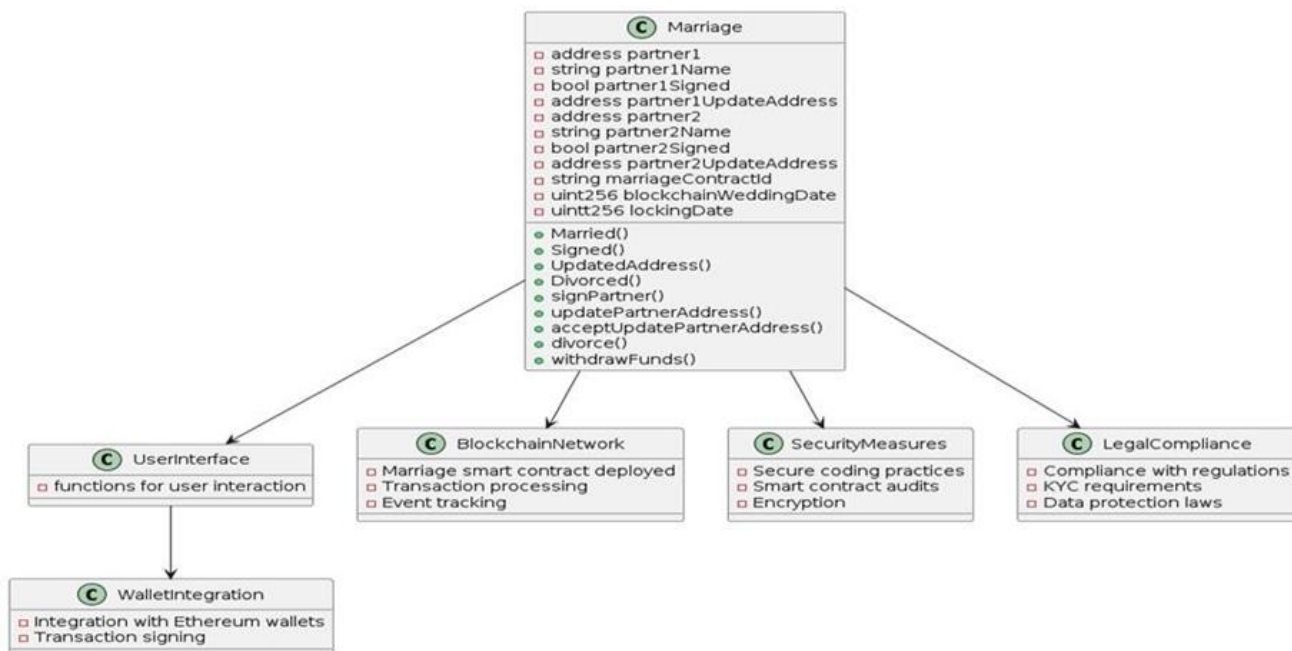 C Marriage
address partner1
string partner1Name
bool partner1Signed
address partner1UpdateAddress
address partner2
string partner2Name
bool partner2Signed
address partner2UpdateAddress
string marriageContractId
uint256 blockchainWeddingDate
uintt256 lockingDate
Married()
Signed()
UpdatedAddress()
Divorced()
signPartner()
updatePartnerAddress()
acceptUpdatePartnerAddress()
divorce()
withdrawFunds()
C UserInterface
functions for user interaction
C BlockchainNetwork
Marriage smart contract deployed
Transaction processing
Event tracking
C SecurityMeasures
Secure coding practices
Smart contract audits
Encryption
C LegalCompliance
Compliance with regulations
KYC requirements
Data protection laws
C WalletIntegration
Integration with Ethereum wallets
Transaction signing